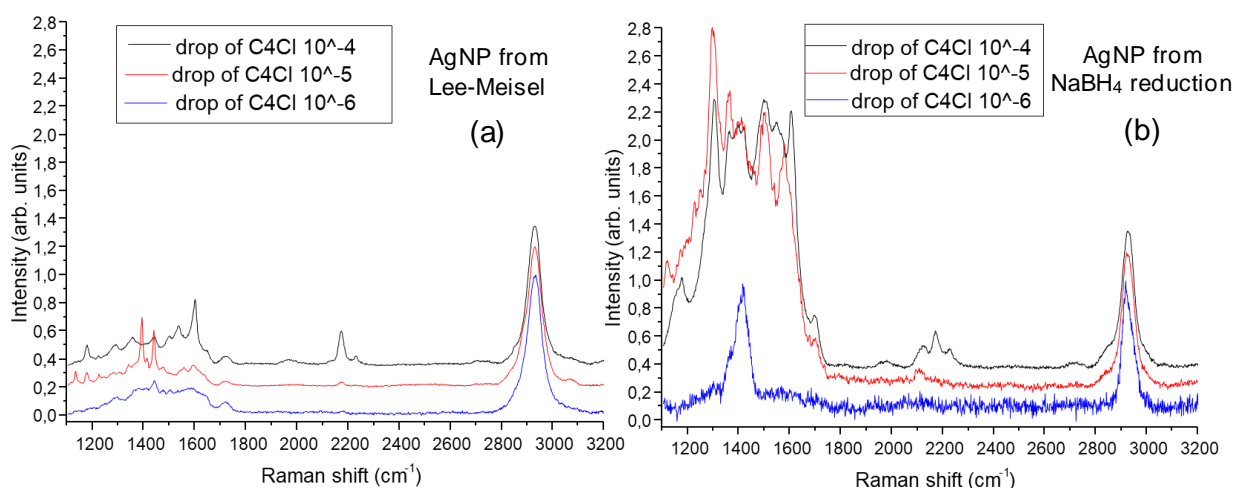 2,8
2,6
2,4
2,2
2,0
1,8
1,6
1,4
1,2
1,0
0,8
0,6
0,4
0,2
0,0
Intensity (arb. units)
drop of C4Cl 10^-4
drop of C4Cl 10^-5
drop of C4Cl 10^-6
AgNP from
Lee-Meisel
(a)
1200 1400 1600 1800 2000 2200 2400 2600 2800 3000 3200
Raman shift (cm⁻¹)
2,8
2,6
2,4
2,2
2,0
1,8
1,6
1,4
1,2
1,0
0,8
0,6
0,4
0,2
0,0
Intensity (arb. units)
drop of C4Cl 10^-4
drop of C4Cl 10^-5
drop of C4Cl 10^-6
AgNP from
NaBH₄ reduction
(b)
1200 1400 1600 1800 2000 2200 2400 2600 2800 3000 3200
Raman shift (cm⁻¹)